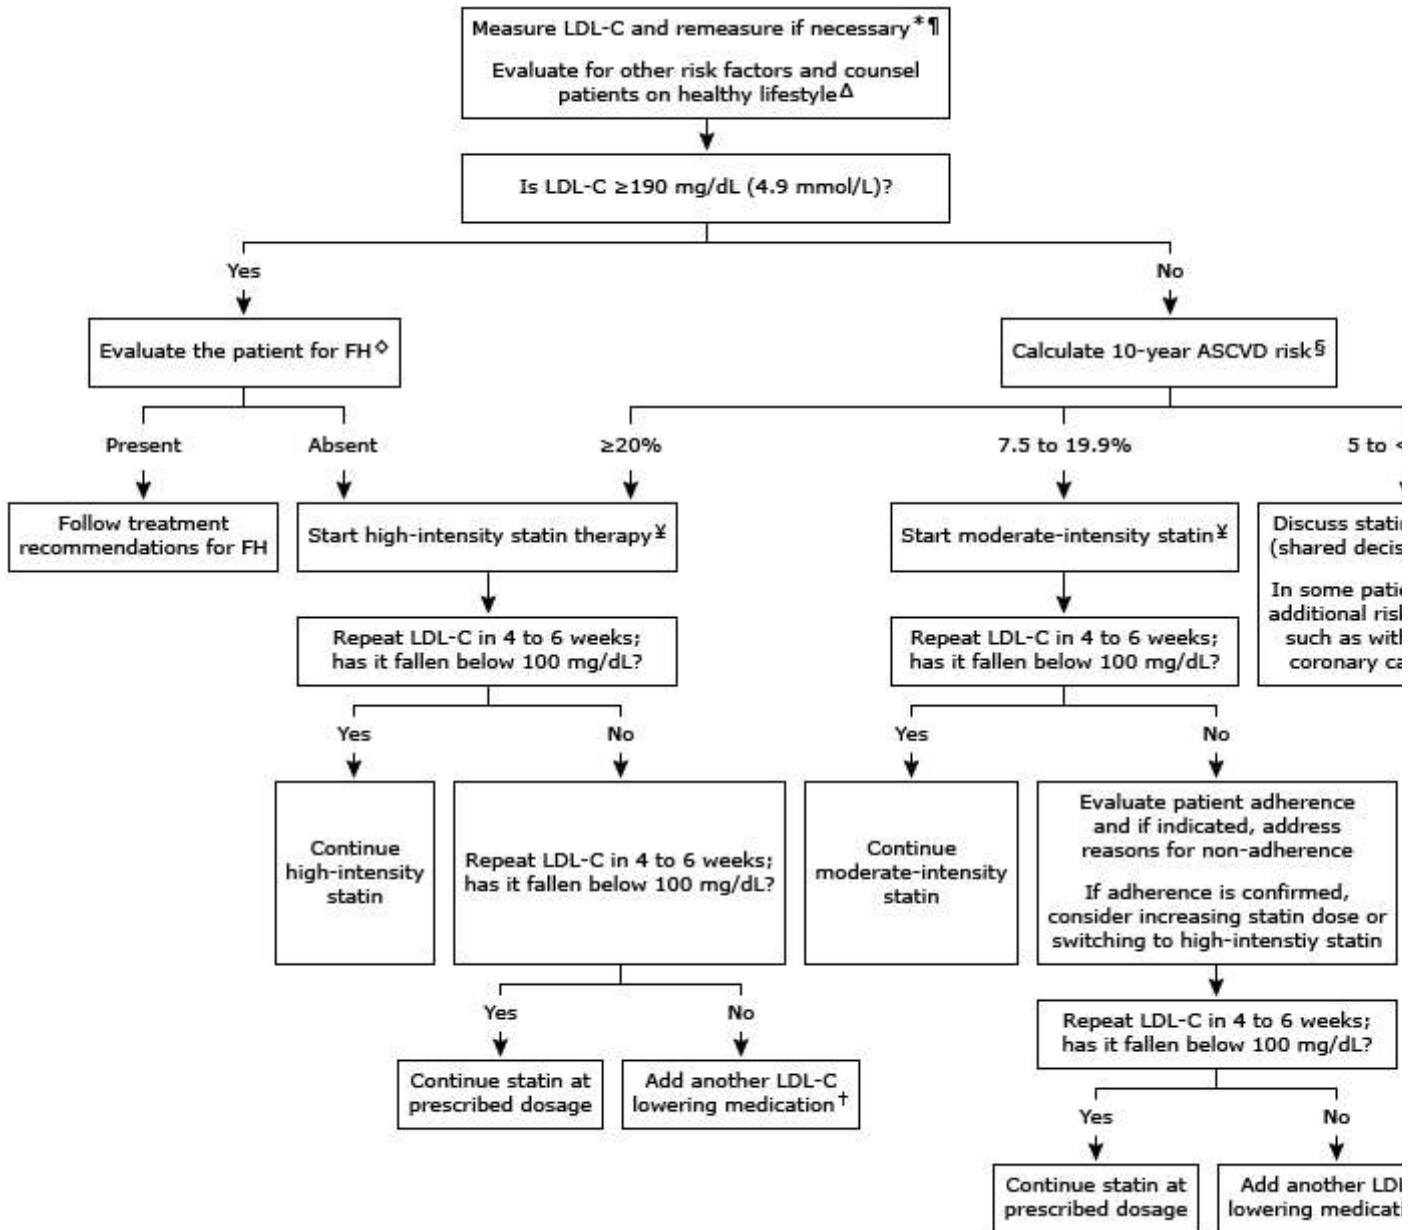 Measure LDL-C and remeasure if necessary*¶
Evaluate for other risk factors and counsel
patients on healthy lifestyleΔ
Is LDL-C ≥190 mg/dL (4.9 mmol/L)?
Yes
No
Evaluate the patient for FH◇
Calculate 10-year ASCVD risk§
Present
Absent
≥20%
7.5 to 19.9%
5 to <
Follow treatment
recommendations for FH
Start high-intensity statin therapy¥
Start moderate-intensity statin¥
Discuss statin
(shared decis
In some patie
additional risk
such as with
coronary ca
Repeat LDL-C in 4 to 6 weeks;
has it fallen below 100 mg/dL?
Repeat LDL-C in 4 to 6 weeks;
has it fallen below 100 mg/dL?
Yes
No
Yes
No
Continue
high-intensity
statin
Repeat LDL-C in 4 to 6 weeks;
has it fallen below 100 mg/dL?
Continue
moderate-intensity
statin
Evaluate patient adherence
and if indicated, address
reasons for non-adherence
If adherence is confirmed,
consider increasing statin dose or
switching to high-intenstiy statin
Yes
No
Repeat LDL-C in 4 to 6 weeks;
has it fallen below 100 mg/dL?
Continue statin at
prescribed dosage
Add another LDL-C
lowering medication†
Yes
No
Continue statin at
prescribed dosage
Add another LDL
lowering medicati